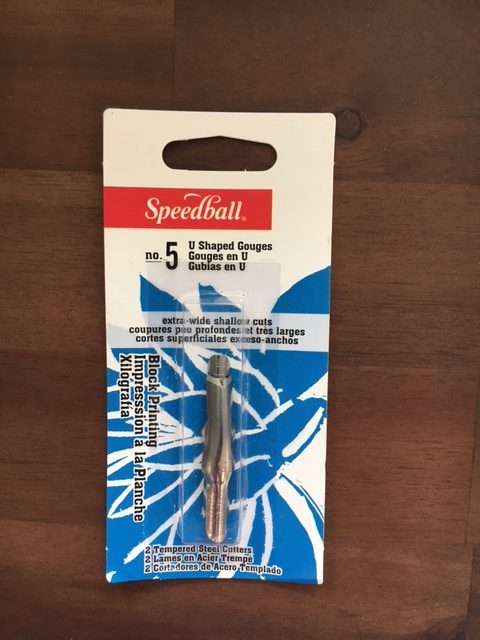 Speedball®
no. 5
U Shaped Gouges
Gouges en U
Gubias en U
extra-wide shallow cuts
coupures peu profondes et très larges
cortes superficiales exceso-anchos
Block Printing
Impresssión à la Planche
Xilografía
2 Tempered Steel Cutters
2 Lames en Acier Trempé
2 Cortadores de Acero Templado